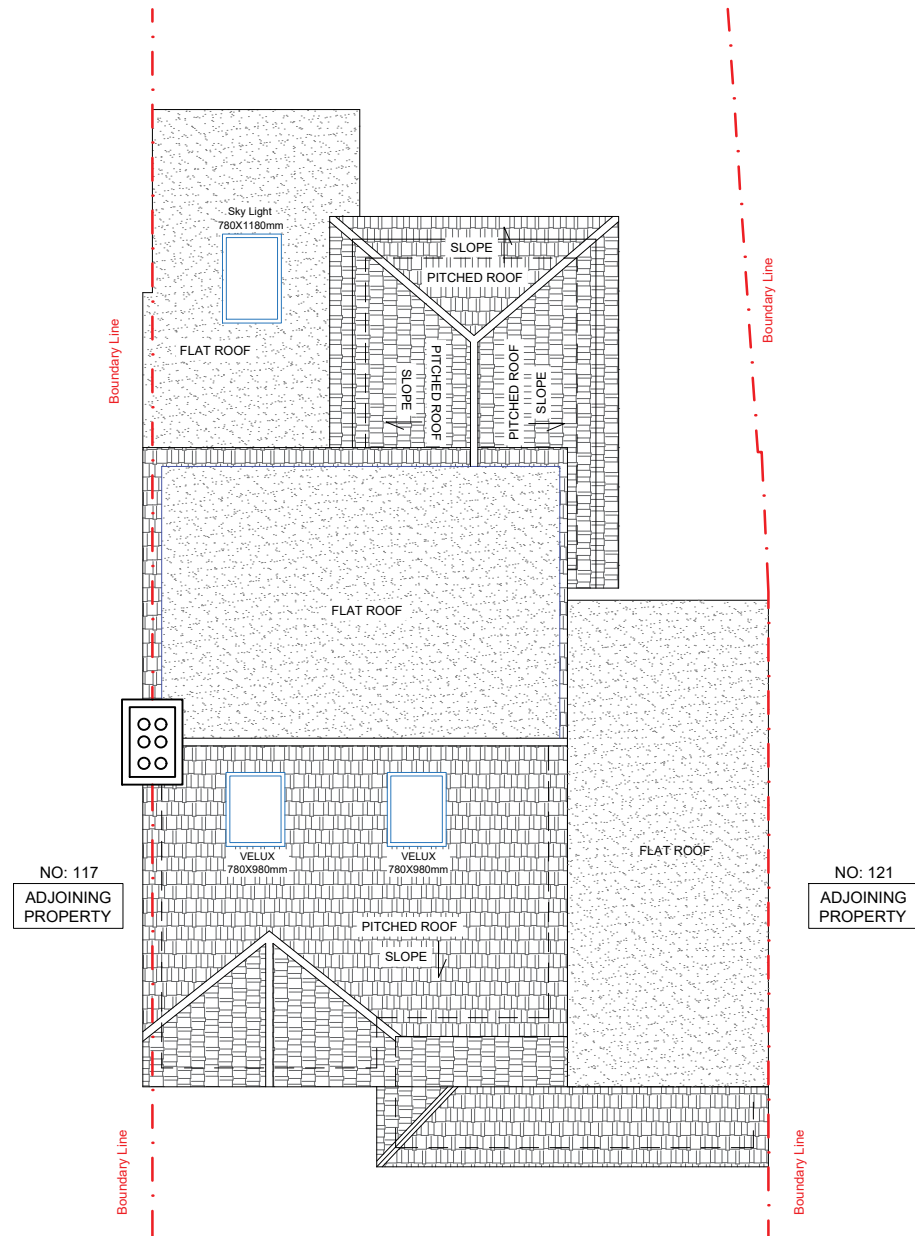 Sky Light
780X1180mm
SLOPE
PITCHED ROOF
Boundary Line
Boundary Line
FLAT ROOF
SLOPE
PITCHED ROOF
PITCHED ROOF
SLOPE
FLAT ROOF
VELUX
780X980mm
VELUX
780X980mm
FLAT ROOF
NO: 117
ADJOINING
PROPERTY
NO: 121
ADJOINING
PROPERTY
PITCHED ROOF
SLOPE
Boundary Line
Boundary Line